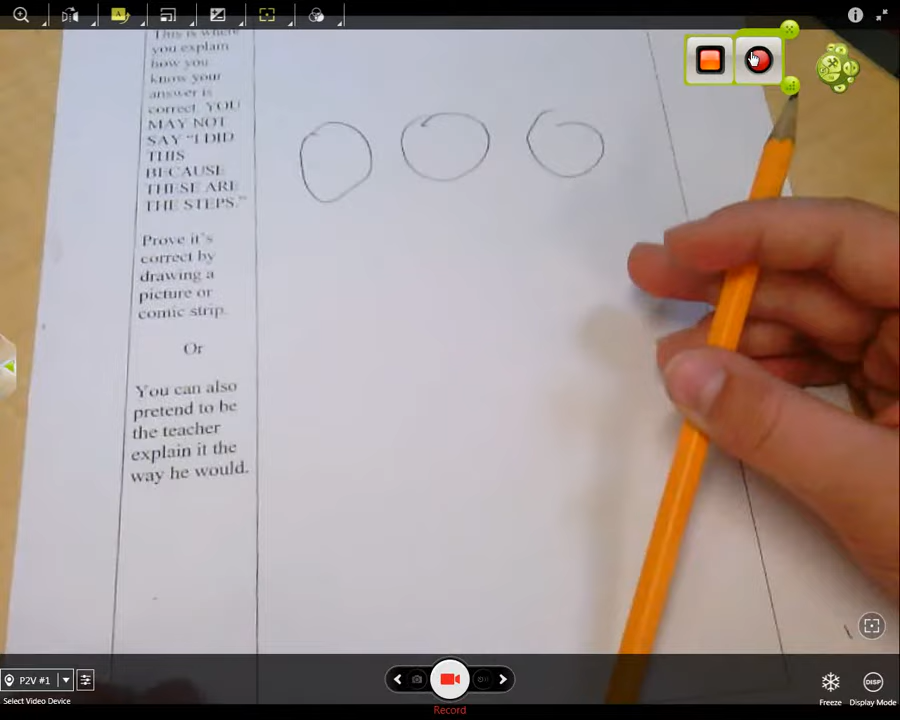 This is where
you explain
how you
know your
answer is
correct. YOU
MAY NOT
SAY “I DID
THIS
BECAUSE
THESE ARE
THE STEPS.”
Prove it’s
correct by
drawing a
picture or
comic strip.
Or
You can also
pretend to be
the teacher
explain it the
way he would.
P2V #1
Select Video Device
Record
Freeze
DISP
Display Mode